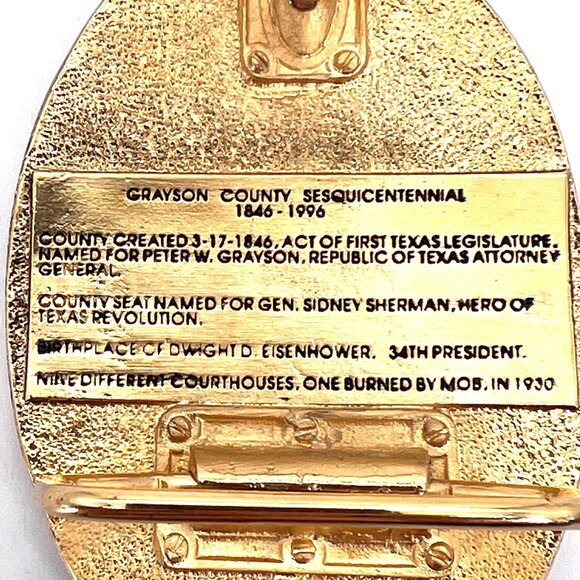 GRAYSON COUNTY SESQUICENTENNIAL
1846-1996
COUNTY CREATED 3-17-1846, ACT OF FIRST TEXAS LEGISLATURE.
NAMED FOR PETER W. GRAYSON, REPUBLIC OF TEXAS ATTORNEY
GENERAL.
COUNTY SEAT NAMED FOR GEN. SIDNEY SHERMAN, HERO OF
TEXAS REVOLUTION.
BIRTHPLACE OF DWIGHT D. EISENHOWER. 34TH PRESIDENT.
NINE DIFFERENT COURTHOUSES, ONE BURNED BY MOB, IN 1930